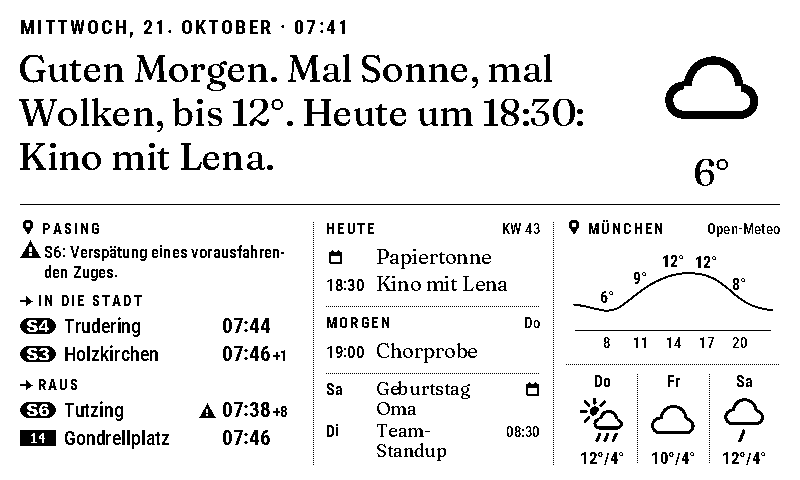 MITTWOCH, 21. OKTOBER · 07:41
Guten Morgen. Mal Sonne, mal
Wolken, bis 12°. Heute um 18:30:
Kino mit Lena.
6°
PASING
S6: Verspätung eines vorausfahren-
den Zuges.
→ IN DIE STADT
S4 Trudering 07:44
S3 Holzkirchen 07:46 +1
→ RAUS
S6 Tutzing 07:38 +8
14 Gondrellplatz 07:46
HEUTE KW 43
Papiertonne
18:30 Kino mit Lena
MORGEN Do
19:00 Chorprobe
Sa Geburtstag
Oma
Di Team- 08:30
Standup
MÜNCHEN Open-Meteo
6° 9° 12° 12° 8°
8 11 14 17 20
Do Fr Sa
12°/4° 10°/4° 12°/4°